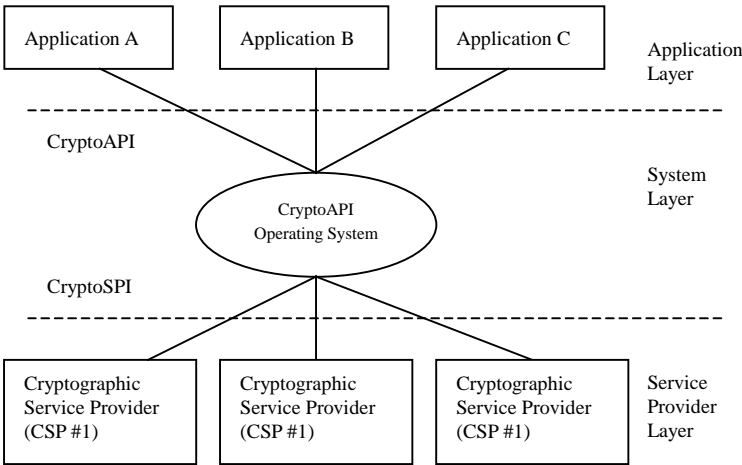 Application A
Application B
Application C
Application
Layer
CryptoAPI
System
Layer
CryptoAPI
Operating System
CryptoSPI
Cryptographic
Service Provider
(CSP #1)
Cryptographic
Service Provider
(CSP #1)
Cryptographic
Service Provider
(CSP #1)
Service
Provider
Layer